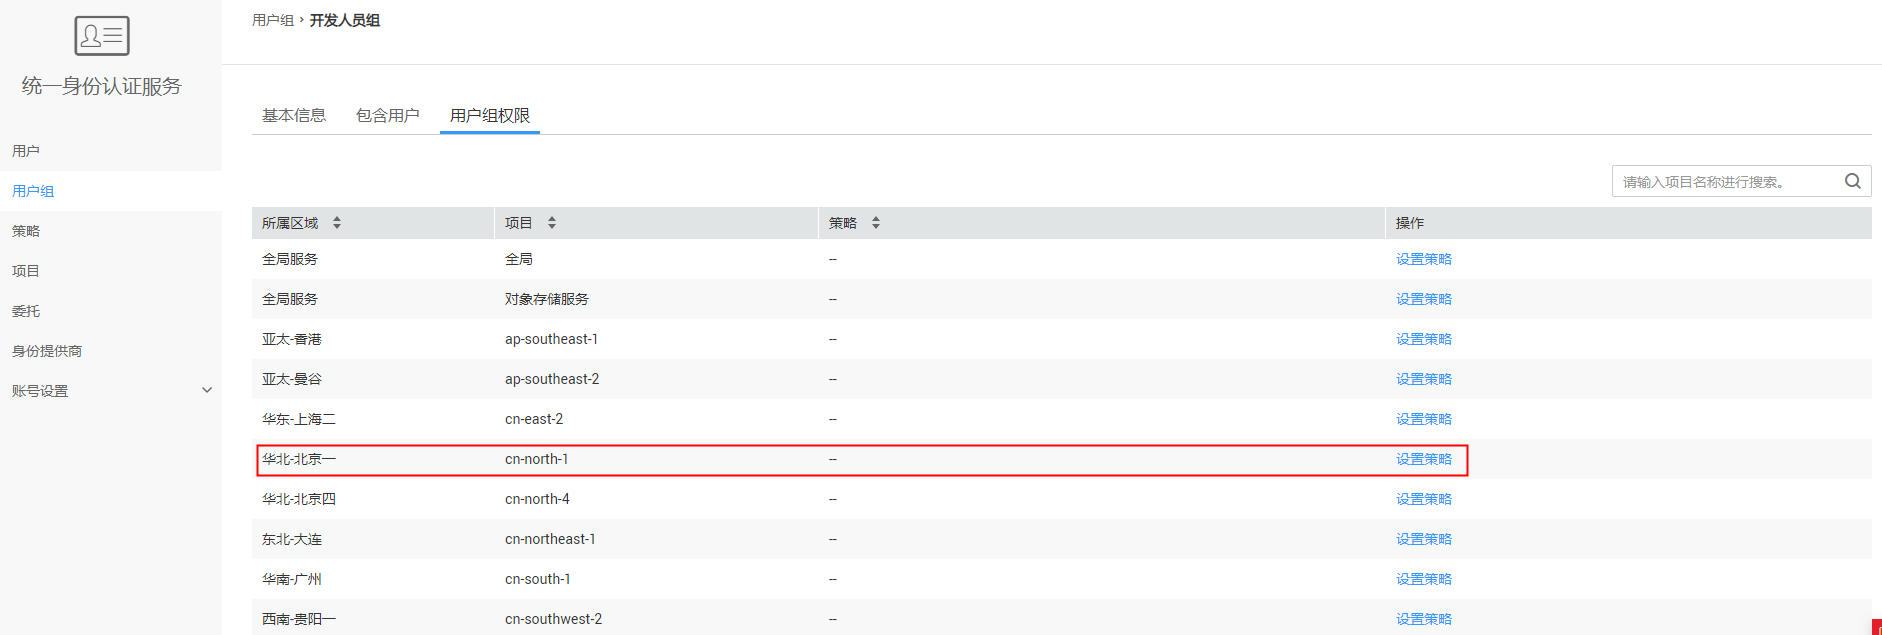 统一身份认证服务
用户
用户组
策略
项目
委托
身份提供商
账号设置
用户组 › 开发人员组
基本信息 包含用户 用户组权限
请输入项目名称进行搜索。
所属区域 项目 策略 操作
全局服务 全局 -- 设置策略
全局服务 对象存储服务 -- 设置策略
亚太-香港 ap-southeast-1 -- 设置策略
亚太-曼谷 ap-southeast-2 -- 设置策略
华东-上海二 cn-east-2 -- 设置策略
华北-北京一 cn-north-1 -- 设置策略
华北-北京四 cn-north-4 -- 设置策略
东北-大连 cn-northeast-1 -- 设置策略
华南-广州 cn-south-1 -- 设置策略
西南-贵阳一 cn-southwest-2 -- 设置策略